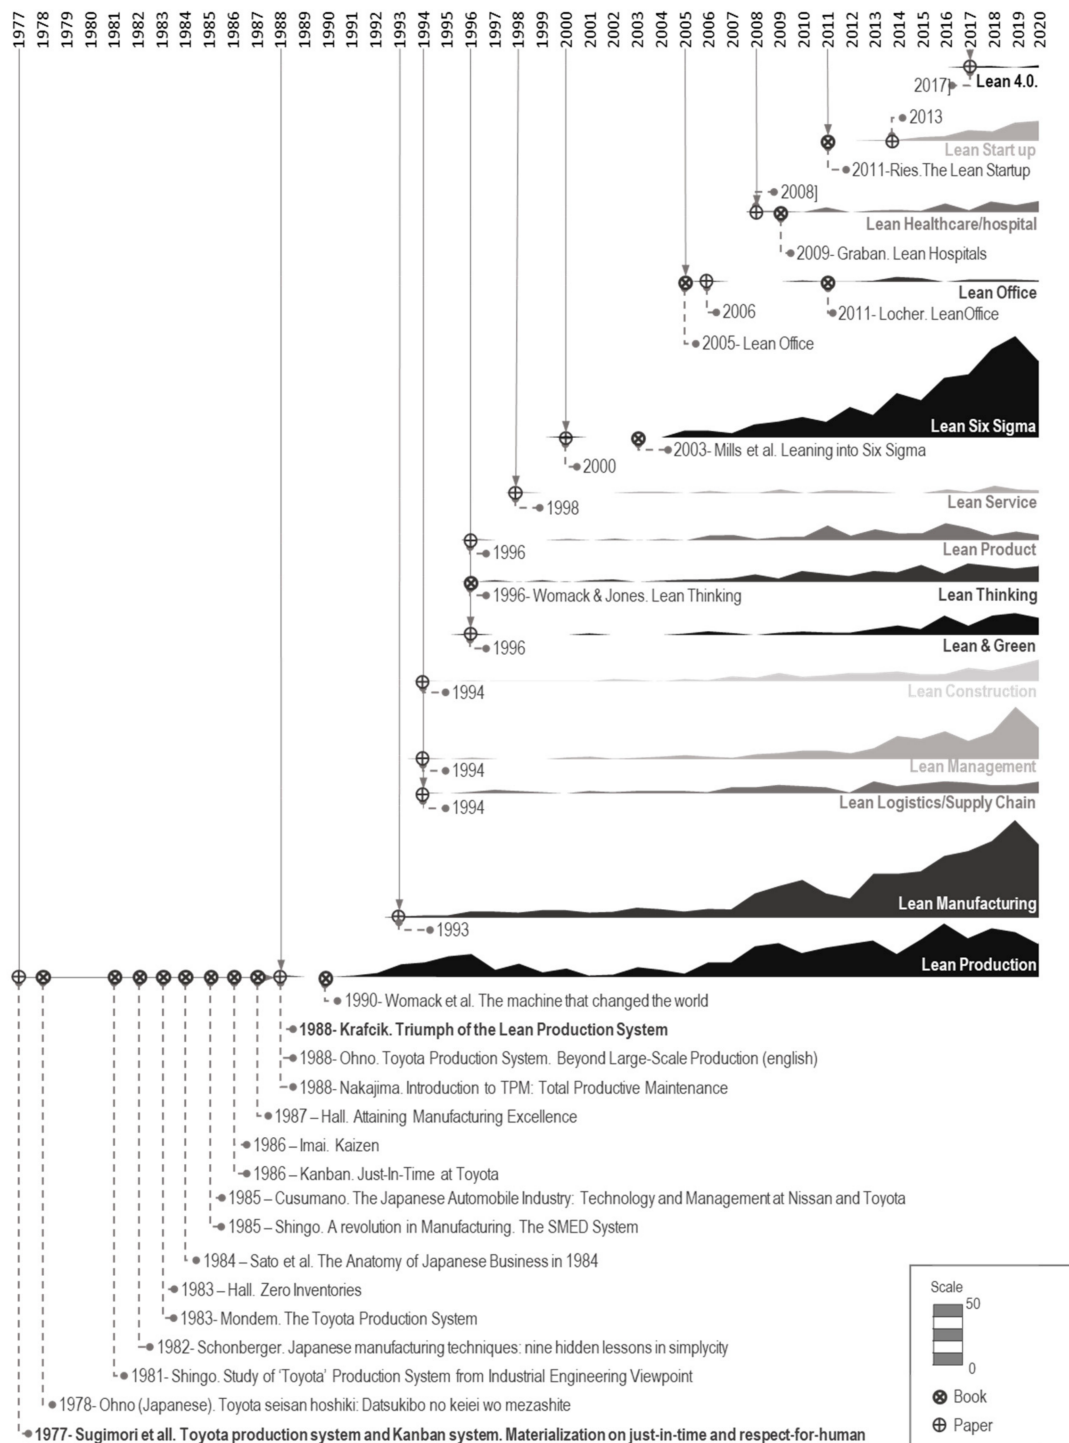 1977 1978 1979 1980 1981 1982 1983 1984 1985 1986 1987 1988 1990 1991 1992 1993 1994 1995 1996 1997 1998 1999 2000 2001 2002 2003 2004 2005 2006 2007 2008 2009 2010 2011 2012 2013 2014 2015 2016 2017 2018 2019 2020
2017]
Lean 4.0.
2013
Lean Start up
2011-Ries.The Lean Startup
2008]
Lean Healthcare/hospital
2009- Graban. Lean Hospitals
Lean Office
2006
2011- Locher. LeanOffice
2005- Lean Office
Lean Six Sigma
2003- Mills et al. Leaning into Six Sigma
2000
Lean Service
1998
Lean Product
1996
Lean Thinking
1996- Womack & Jones. Lean Thinking
Lean & Green
1996
Lean Construction
1994
Lean Management
1994
Lean Logistics/Supply Chain
1994
Lean Manufacturing
1993
Lean Production
1990- Womack et al. The machine that changed the world
1988- Krafcik. Triumph of the Lean Production System
1988- Ohno. Toyota Production System. Beyond Large-Scale Production (english)
1988- Nakajima. Introduction to TPM: Total Productive Maintenance
1987 – Hall. Attaining Manufacturing Excellence
1986 – Imai. Kaizen
1986 – Kanban. Just-In-Time at Toyota
1985 – Cusumano. The Japanese Automobile Industry: Technology and Management at Nissan and Toyota
1985 – Shingo. A revolution in Manufacturing. The SMED System
1984 – Sato et al. The Anatomy of Japanese Business in 1984
1983 – Hall. Zero Inventories
1983- Mondem. The Toyota Production System
1982- Schonberger. Japanese manufacturing techniques: nine hidden lessons in simplycity
1981- Shingo. Study of ‘Toyota’ Production System from Industrial Engineering Viewpoint
1978- Ohno (Japanese). Toyota seisan hoshiki: Datsukibo no keiei wo mezashite
1977- Sugimori et all. Toyota production system and Kanban system. Materialization on just-in-time and respect-for-human
Scale
50
0
Book
Paper